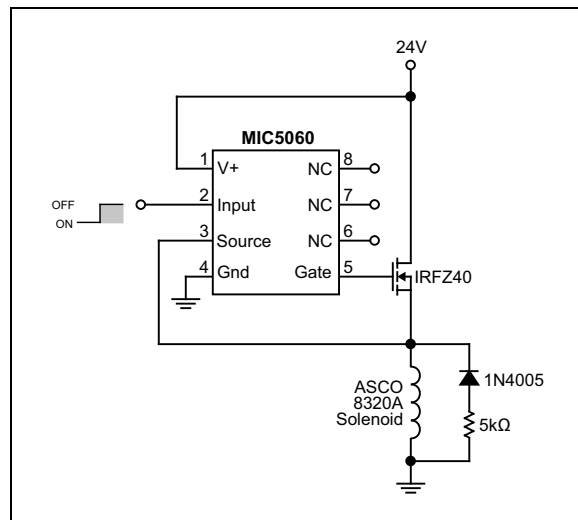 24V
MIC5060
1 V+ NC 8
OFF
ON
2 Input NC 7
3 Source NC 6
4 Gnd Gate 5
IRFZ40
ASCO
8320A
Solenoid
1N4005
5kΩ